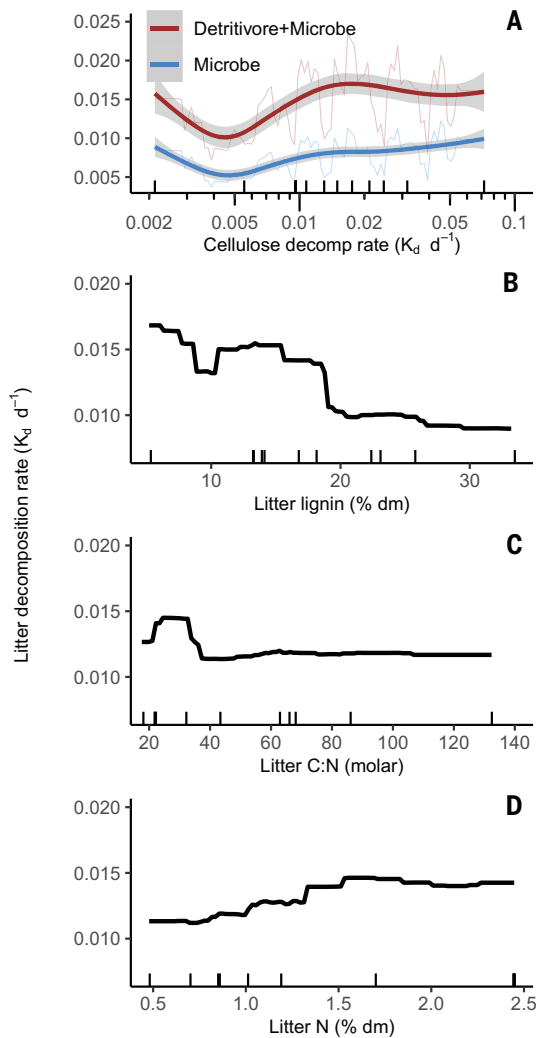 Litter decomposition rate (Kd d−1)
A
Detritivore+Microbe
Microbe
0.025
0.020
0.015
0.010
0.005
0.002 0.005 0.01 0.02 0.05 0.1
Cellulose decomp rate (Kd d−1)
B
0.020
0.015
0.010
10 20 30
Litter lignin (% dm)
C
0.020
0.015
0.010
20 40 60 80 100 120 140
Litter C:N (molar)
D
0.020
0.015
0.010
0.5 1.0 1.5 2.0 2.5
Litter N (% dm)